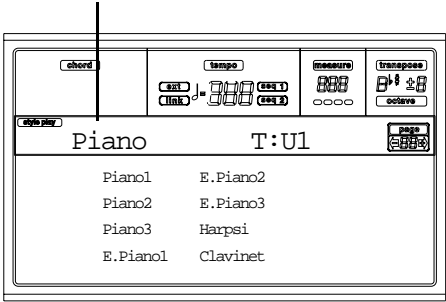 chord
tempo
measure
transpose
ext
link
seq 1
seq 2
octave
style play
page
Piano T:U1
Piano1 E.Piano2
Piano2 E.Piano3
Piano3 Harpsi
E.Piano1 Clavinet